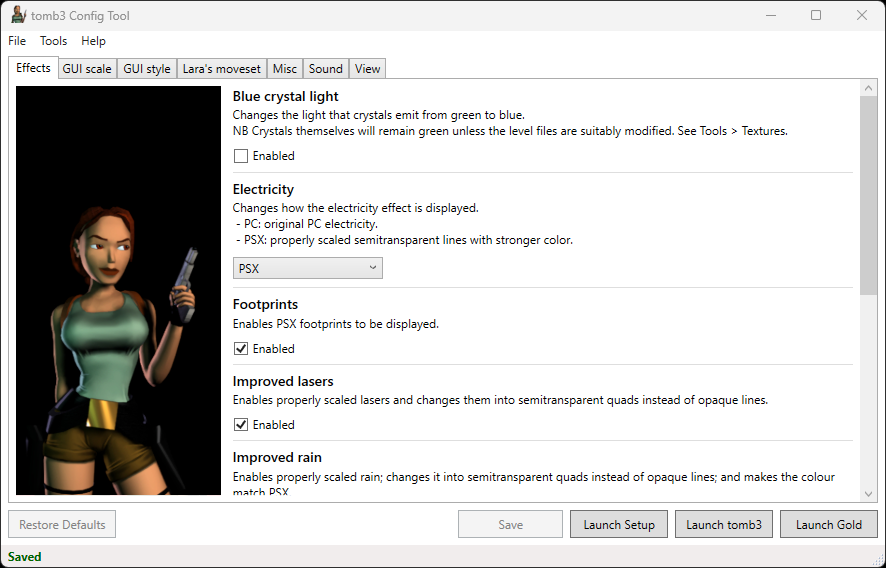 tomb3 Config Tool
File Tools Help
Effects GUI scale GUI style Lara's moveset Misc Sound View
Blue crystal light
Changes the light that crystals emit from green to blue.
NB Crystals themselves will remain green unless the level files are suitably modified. See Tools > Textures.
Enabled
Electricity
Changes how the electricity effect is displayed.
- PC: original PC electricity.
- PSX: properly scaled semitransparent lines with stronger color.
PSX
Footprints
Enables PSX footprints to be displayed.
Enabled
Improved lasers
Enables properly scaled lasers and changes them into semitransparent quads instead of opaque lines.
Enabled
Improved rain
Enables properly scaled rain; changes it into semitransparent quads instead of opaque lines; and makes the colour
match PSX
Restore Defaults Save Launch Setup Launch tomb3 Launch Gold
Saved